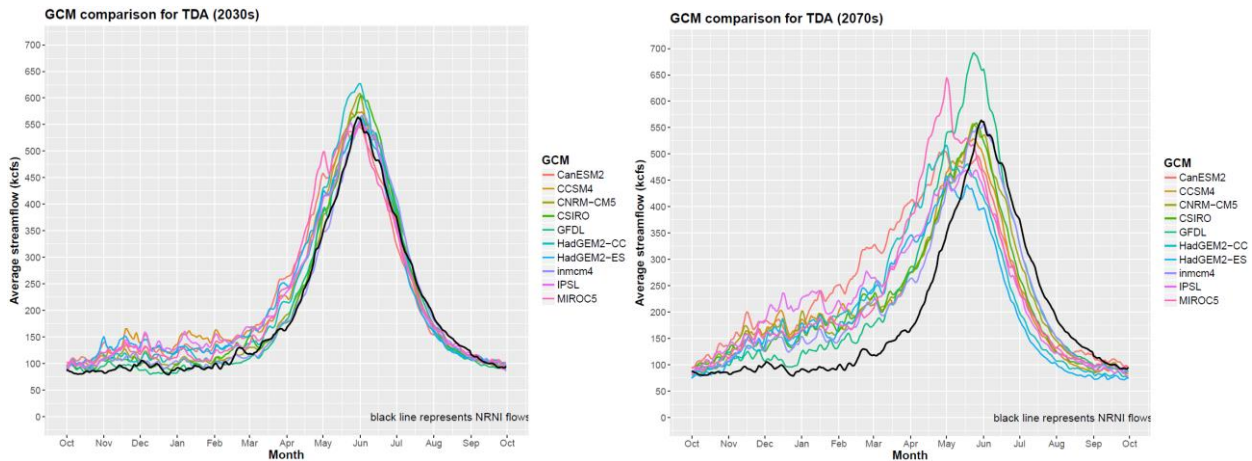 GCM comparison for TDA (2030s)
Average streamflow (kcfs)
700
650
600
550
500
450
400
350
300
250
200
150
100
50
0
Oct Nov Dec Jan Feb Mar Apr May Jun Jul Aug Sep Oct
Month
black line represents NRNI flows
GCM
CanESM2
CCSM4
CNRM-CM5
CSIRO
GFDL
HadGEM2-CC
HadGEM2-ES
inmcm4
IPSL
MIROC5
GCM comparison for TDA (2070s)
Average streamflow (kcfs)
700
650
600
550
500
450
400
350
300
250
200
150
100
50
0
Oct Nov Dec Jan Feb Mar Apr May Jun Jul Aug Sep Oct
Month
black line represents NRNI flows
GCM
CanESM2
CCSM4
CNRM-CM5
CSIRO
GFDL
HadGEM2-CC
HadGEM2-ES
inmcm4
IPSL
MIROC5